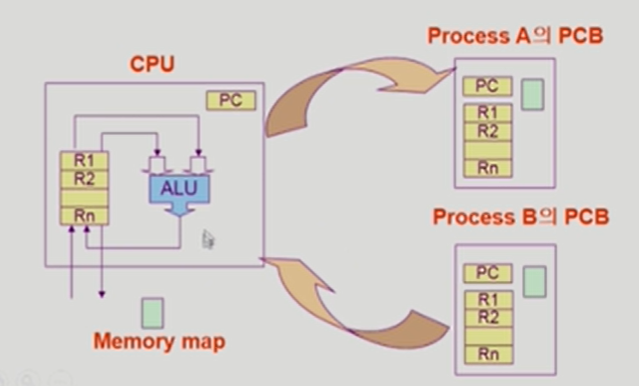 CPU
PC
R1
R2
Rn
ALU
Memory map
Process A의 PCB
PC
R1
R2
Rn
Process B의 PCB
PC
R1
R2
Rn